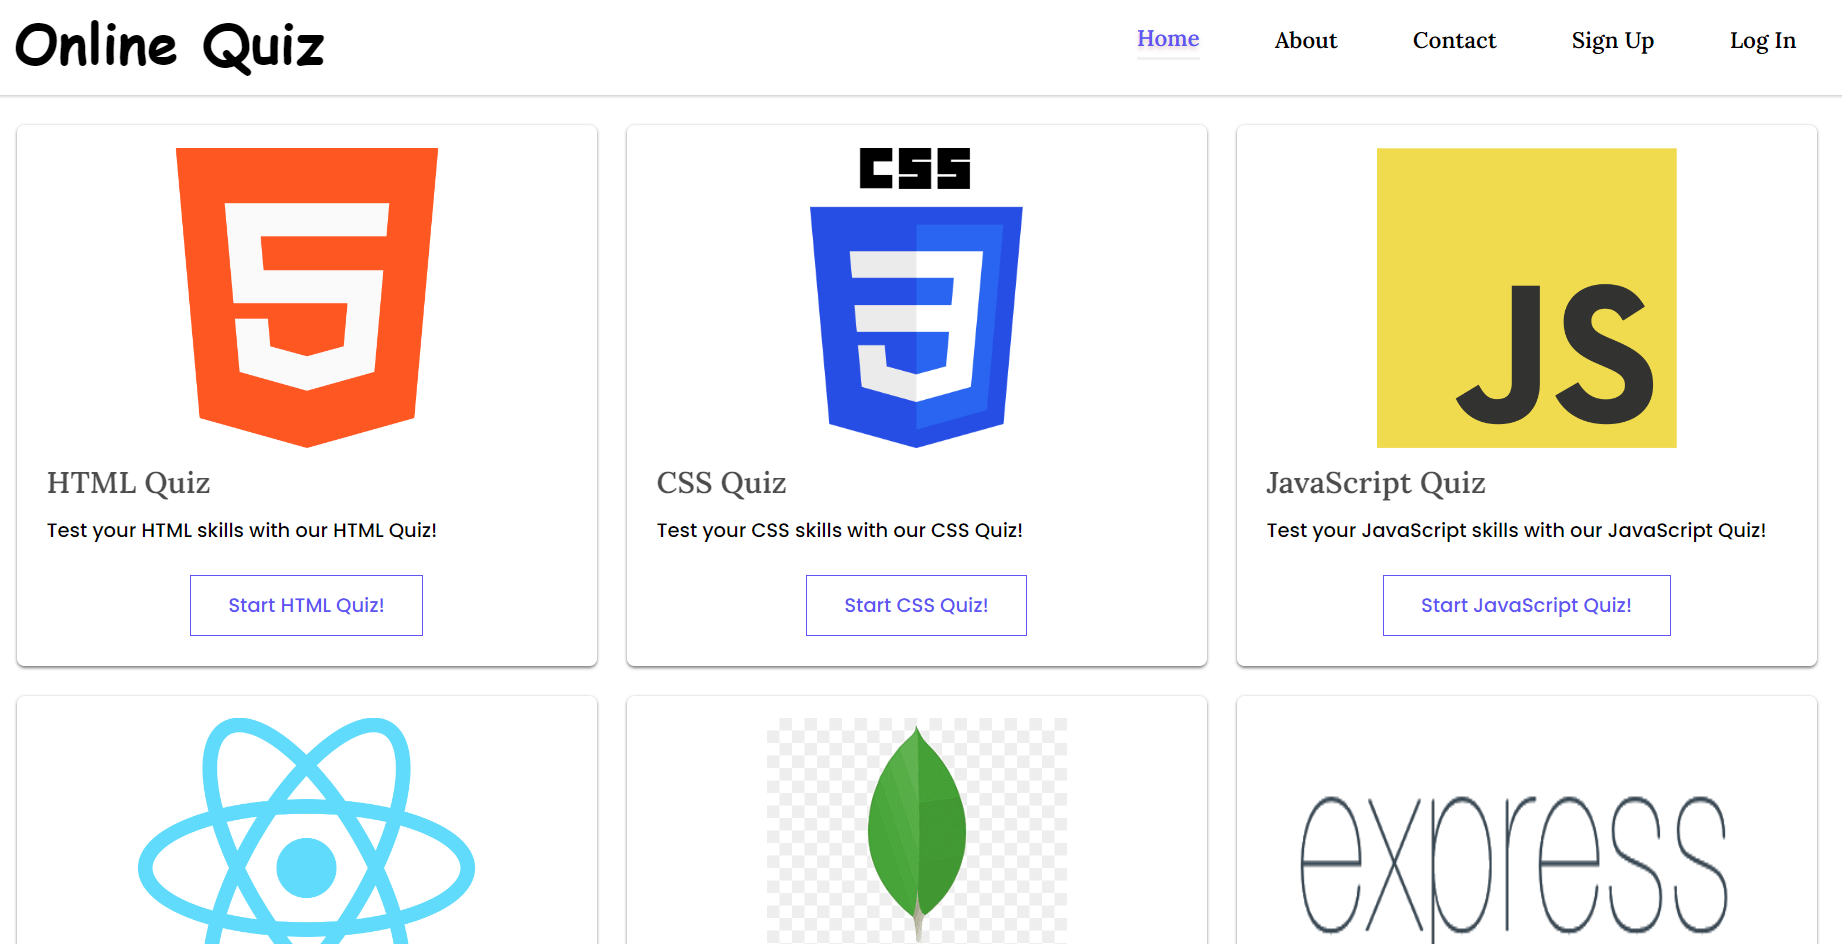 Online Quiz
Home About Contact Sign Up Log In
5
CSS
3
JS
HTML Quiz
Test your HTML skills with our HTML Quiz!
Start HTML Quiz!
CSS Quiz
Test your CSS skills with our CSS Quiz!
Start CSS Quiz!
JavaScript Quiz
Test your JavaScript skills with our JavaScript Quiz!
Start JavaScript Quiz!
express